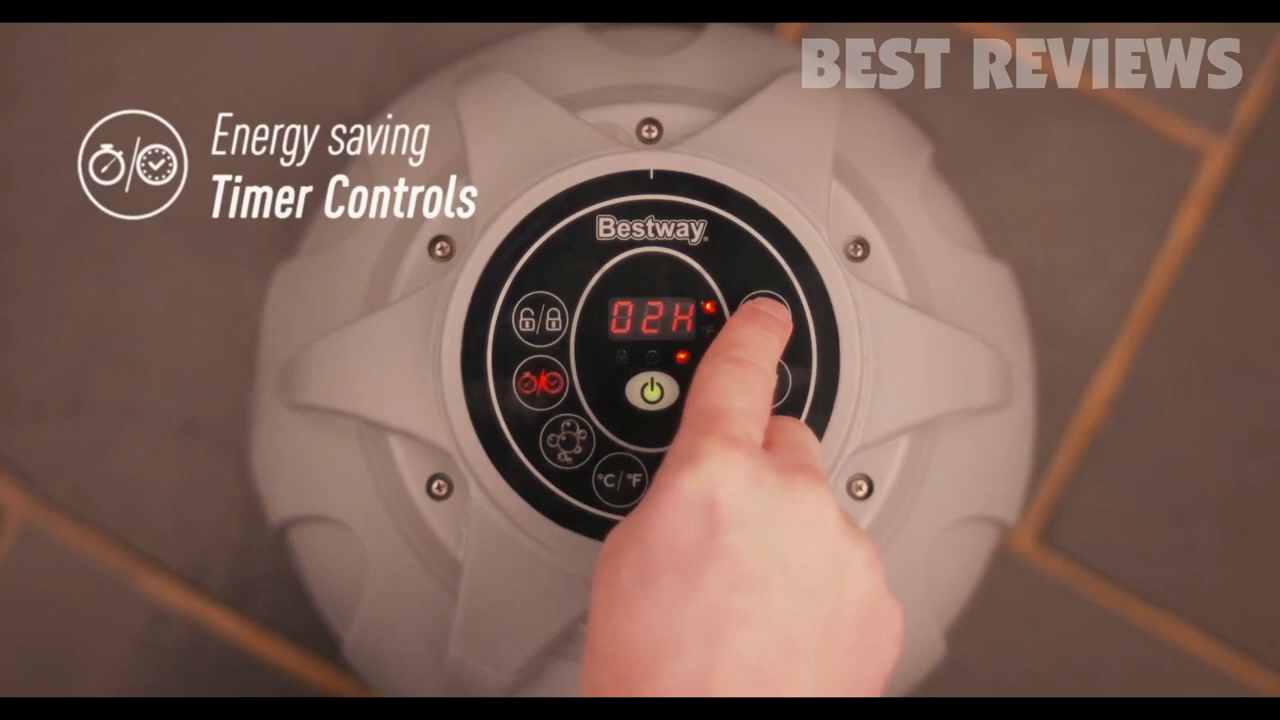 BEST REVIEWS
Energy saving
Timer Controls
Bestway
02H
°C/°F